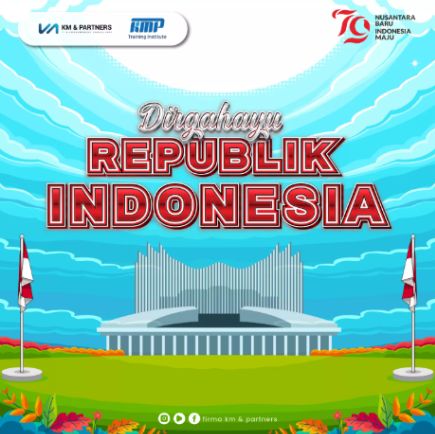 KM & PARTNERS
KMP
Training Institute
79
NUSANTARA
BARU
INDONESIA
MAJU
Dirgahayu
REPUBLIK
INDONESIA
firma km & partners